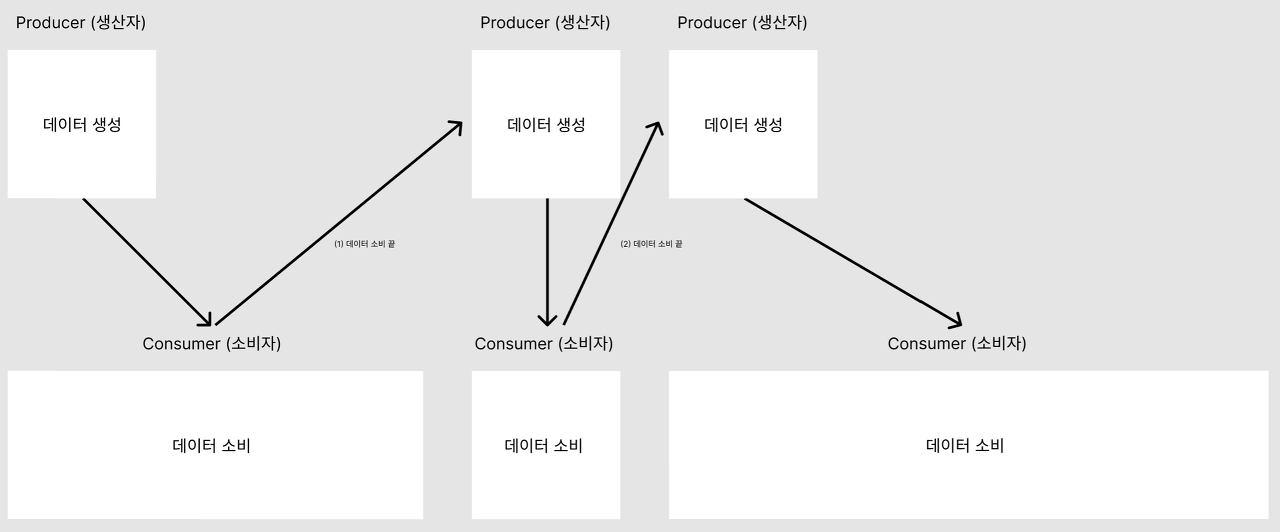 Producer (생산자)
Producer (생산자)
Producer (생산자)
데이터 생성
데이터 생성
데이터 생성
(1) 데이터 소비 끝
(2) 데이터 소비 끝
Consumer (소비자)
Consumer (소비자)
Consumer (소비자)
데이터 소비
데이터 소비
데이터 소비